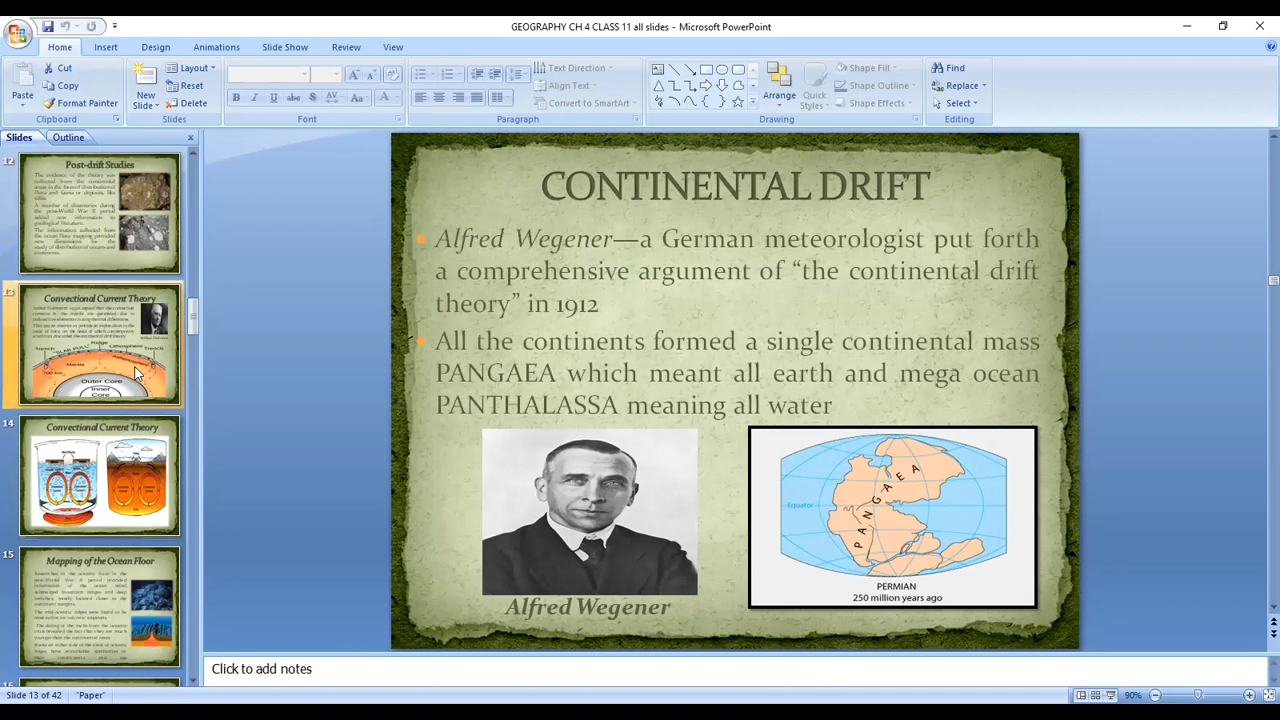 GEOGRAPHY CH 4 CLASS 11 all slides - Microsoft PowerPoint
Home Insert Design Animations Slide Show Review View
Cut Layout Text Direction Shape Fill Find
Copy Reset Align Text Shape Outline Replace
Paste Format Painter New Slide Delete Convert to SmartArt Arrange Quick Styles Shape Effects Select
Clipboard Slides Font Paragraph Drawing Editing
Slides Outline
12
Post-drift Studies
13
Convectional Current Theory
Outer Core
Inner
Core
14
Convectional Current Theory
15
Mapping of the Ocean Floor
CONTINENTAL DRIFT
Alfred Wegener—a German meteorologist put forth
a comprehensive argument of “the continental drift
theory” in 1912
All the continents formed a single continental mass
PANGAEA which meant all earth and mega ocean
PANTHALASSA meaning all water
Alfred Wegener
Equator
PANGAEA
PERMIAN
250 million years ago
Click to add notes
Slide 13 of 42 "Paper" 90%